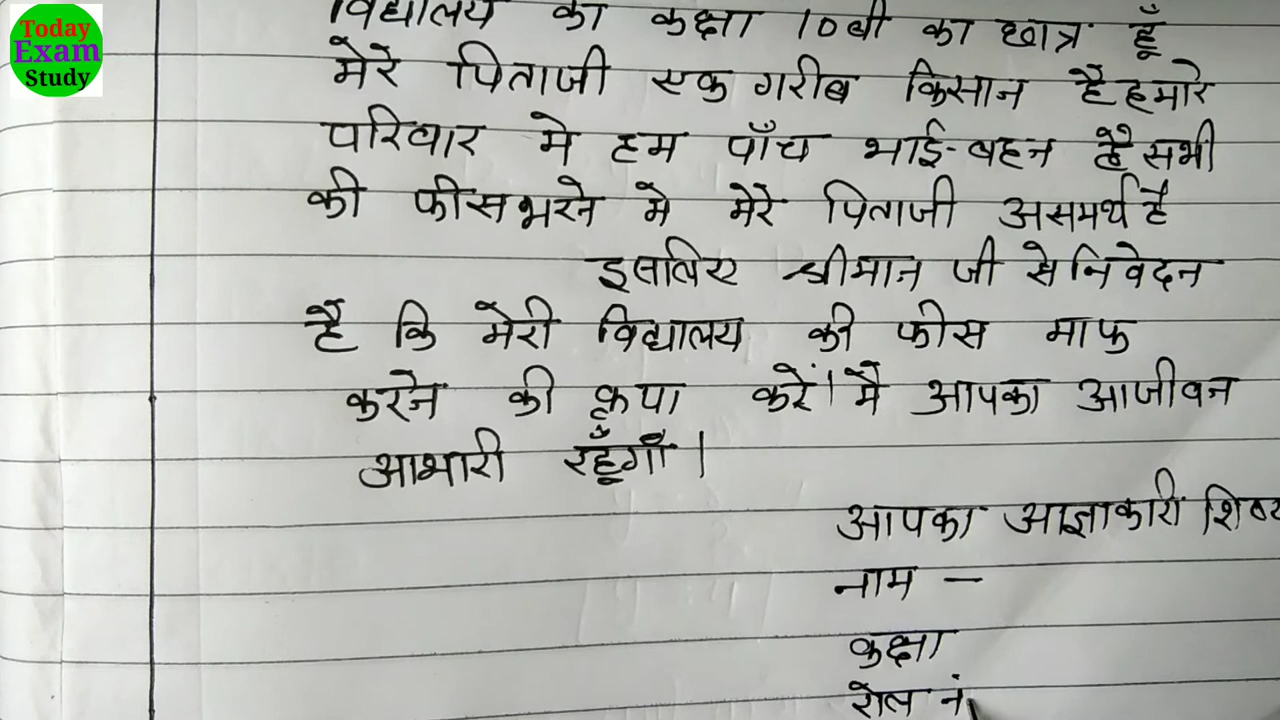 Today
Exam
Study
विद्यालय का कक्षा 10वी का छात्र हूँ
मेरे पिताजी एक गरीब किसान है हमारे
परिवार मे हम पाँच भाई-बहन है सभी
की फीस भरने मे मेरे पिताजी असमर्थ है
इसलिए श्रीमान जी से निवेदन
है कि मेरी विद्यालय की फीस माफ
करने की कृपा करें। मै आपका आजीवन
आभारी रहूँगाँ।
आपका आज्ञाकारी शिष्य
नाम –
कक्षा
रोल नं